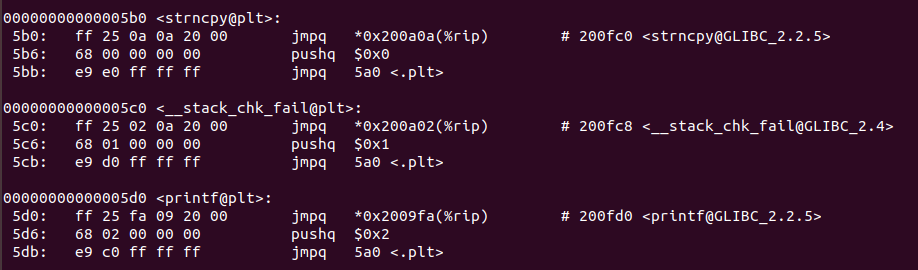 00000000000005b0 <strncpy@plt>:
 5b0:   ff 25 0a 0a 20 00       jmpq   *0x200a0a(%rip)        # 200fc0 <strncpy@GLIBC_2.2.5>
 5b6:   68 00 00 00 00          pushq  $0x0
 5bb:   e9 e0 ff ff ff          jmpq   5a0 <.plt>

00000000000005c0 <__stack_chk_fail@plt>:
 5c0:   ff 25 02 0a 20 00       jmpq   *0x200a02(%rip)        # 200fc8 <__stack_chk_fail@GLIBC_2.4>
 5c6:   68 01 00 00 00          pushq  $0x1
 5cb:   e9 d0 ff ff ff          jmpq   5a0 <.plt>

00000000000005d0 <printf@plt>:
 5d0:   ff 25 fa 09 20 00       jmpq   *0x2009fa(%rip)        # 200fd0 <printf@GLIBC_2.2.5>
 5d6:   68 02 00 00 00          pushq  $0x2
 5db:   e9 c0 ff ff ff          jmpq   5a0 <.plt>